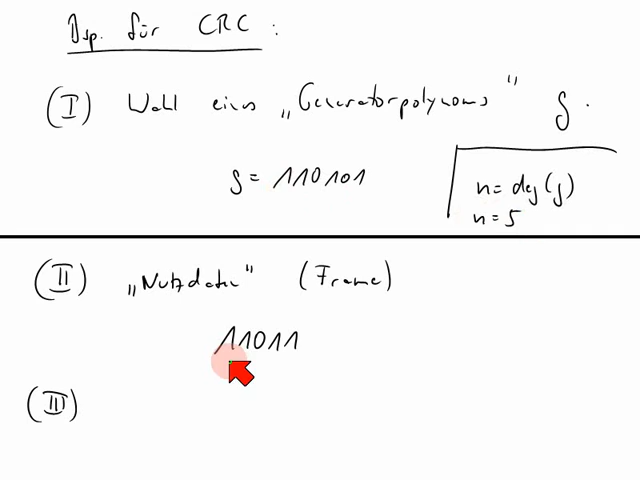 Bsp. für CRC :
(I) Wahl eines „Generatorpolynoms" g.
g = 110101
n = deg(g)
n = 5
(II) „Nutzdaten" (Frame)
11011
(III)